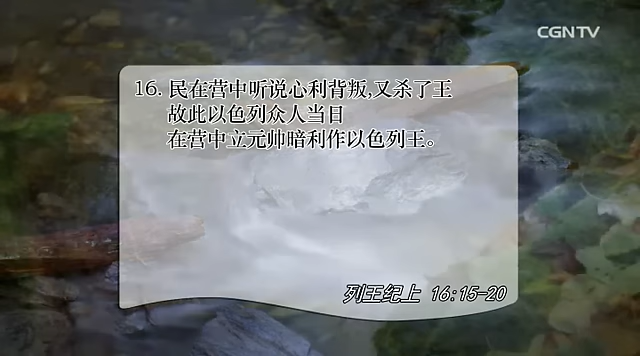 CGNTV
16. 民在营中听说心利背叛,又杀了王
故此以色列众人当日
在营中立元帅暗利作以色列王。
列王纪上 16:15-20